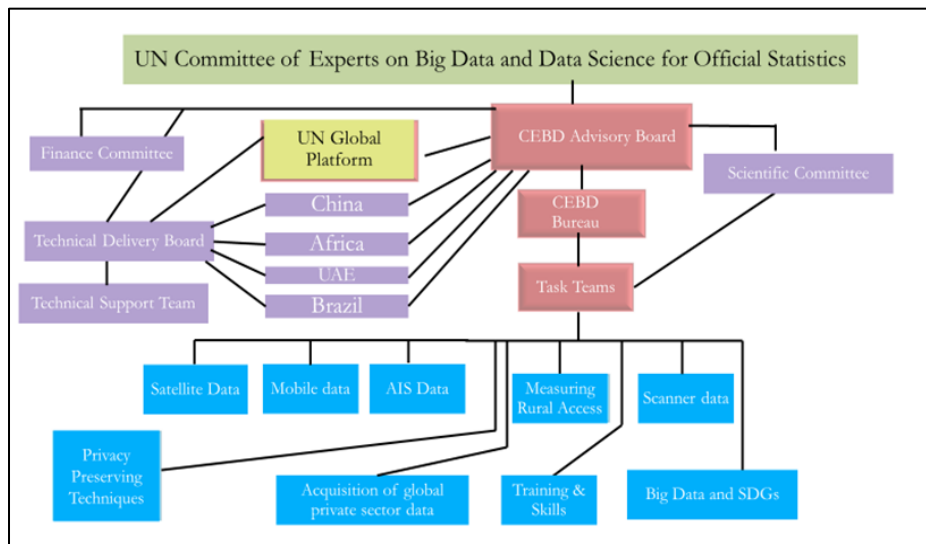 UN Committee of Experts on Big Data and Data Science for Official Statistics
Finance Committee
UN Global
Platform
CEBD Advisory Board
Scientific Committee
China
CEBD
Bureau
Technical Delivery Board
Africa
UAE
Task Teams
Technical Support Team
Brazil
Satellite Data
Mobile data
AIS Data
Measuring
Rural Access
Scanner data
Privacy
Preserving
Techniques
Acquisition of global
private sector data
Training &
Skills
Big Data and SDGs